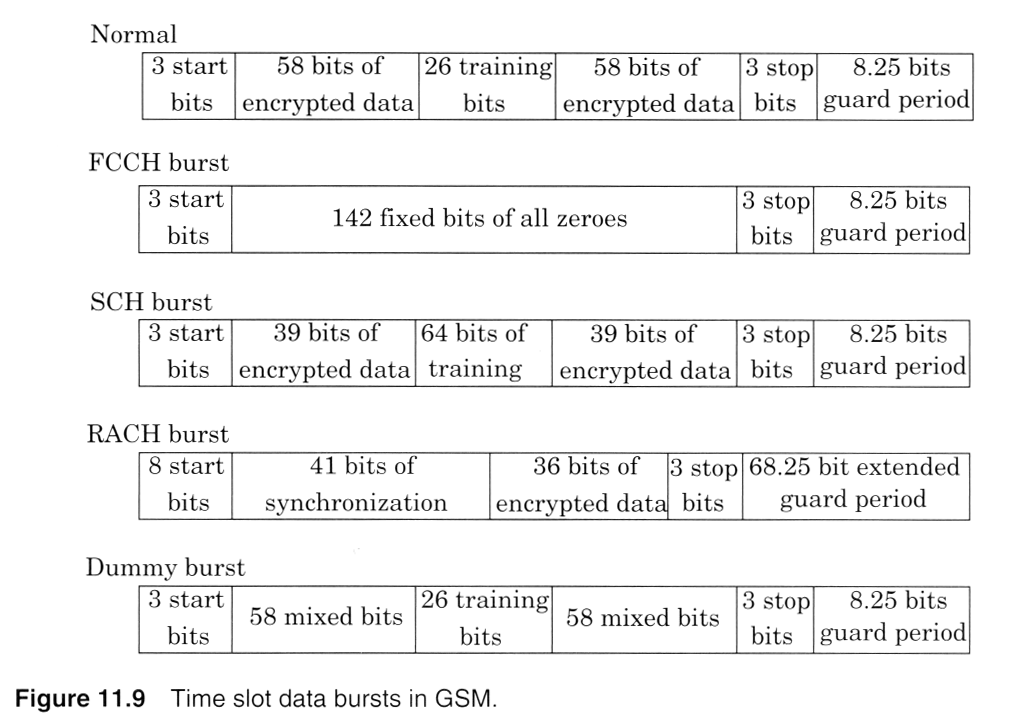 Normal
3 start 58 bits of 26 training 58 bits of 3 stop 8.25 bits
bits encrypted data bits encrypted data bits guard period
FCCH burst
3 start 142 fixed bits of all zeroes 3 stop 8.25 bits
bits bits guard period
SCH burst
3 start 39 bits of 64 bits of 39 bits of 3 stop 8.25 bits
bits encrypted data training encrypted data bits guard period
RACH burst
8 start 41 bits of 36 bits of 3 stop 68.25 bit extended
bits synchronization encrypted data bits guard period
Dummy burst
3 start 58 mixed bits 26 training 58 mixed bits 3 stop 8.25 bits
bits bits bits guard period
Figure 11.9 Time slot data bursts in GSM.